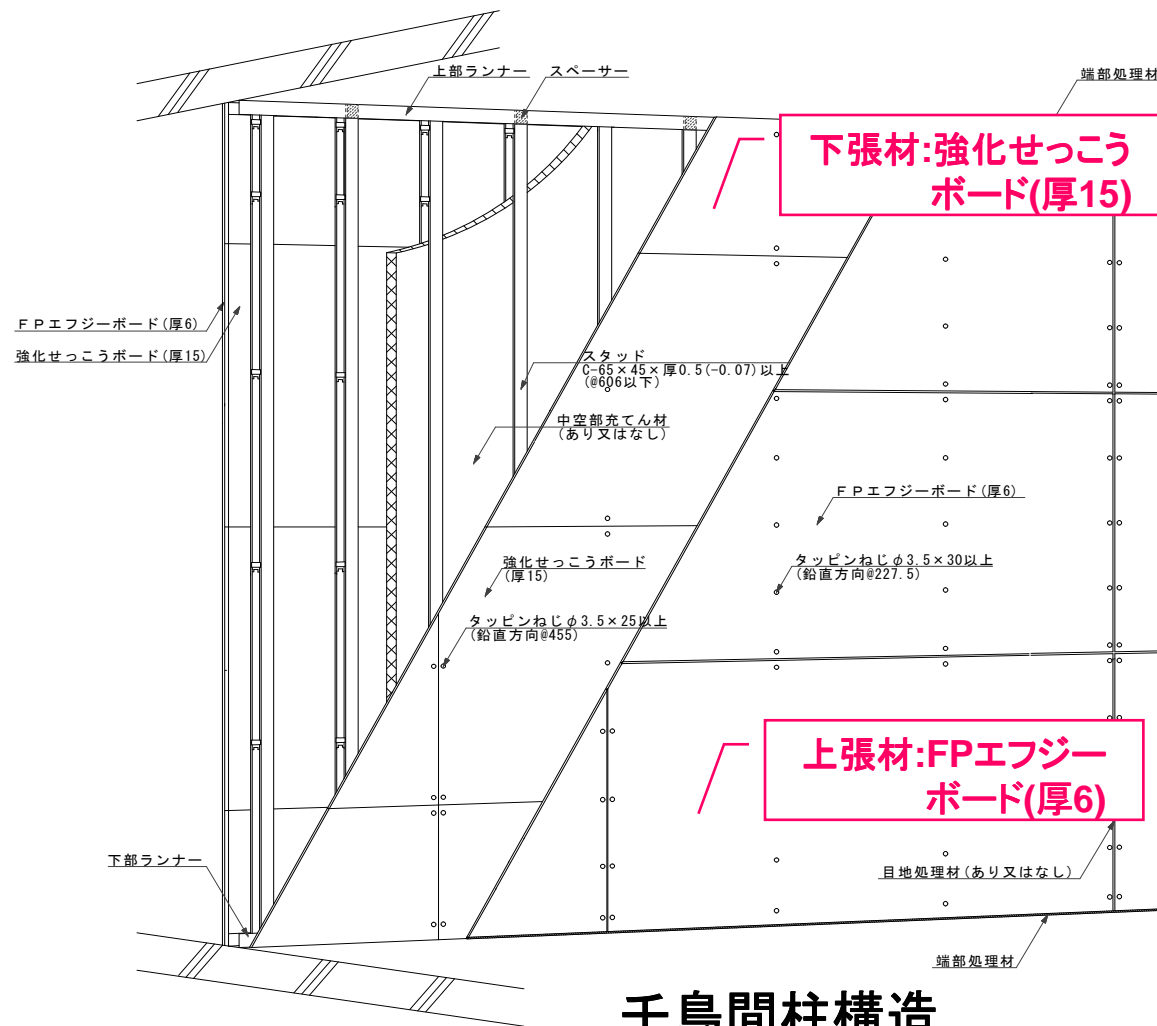 上部ランナー
スペーサー
端部処理材
下張材:強化せっこう
ボード(厚15)
ＦＰエフジーボード(厚6)
強化せっこうボード(厚15)
スタッド
C-65×45×厚0.5(-0.07)以上
(@606以下)
中空部充てん材
(あり又はなし)
ＦＰエフジーボード(厚6)
強化せっこうボード
(厚15)
タッピンねじφ3.5×30以上
(鉛直方向@227.5)
タッピンねじφ3.5×25以上
(鉛直方向@455)
上張材:FPエフジー
ボード(厚6)
下部ランナー
目地処理材(あり又はなし)
端部処理材
千鳥間柱構造